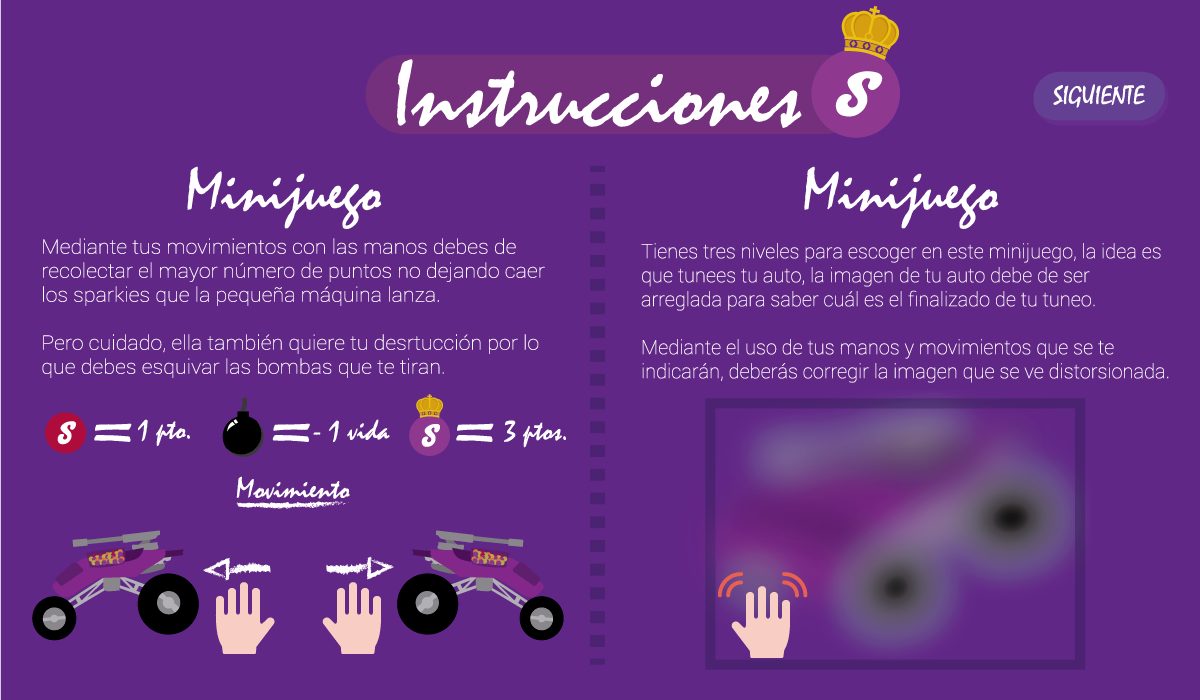 Instrucciones
S
SIGUIENTE
Minijuego
Mediante tus movimientos con las manos debes de
recolectar el mayor número de puntos no dejando caer
los sparkies que la pequeña máquina lanza.
Pero cuidado, ella también quiere tu desrtucción por lo
que debes esquivar las bombas que te tiran.
S = 1 pto.
= - 1 vida
S = 3 ptos.
Movimiento
Minijuego
Tienes tres niveles para escoger en este minijuego, la idea es
que tunees tu auto, la imagen de tu auto debe de ser
arreglada para saber cuál es el finalizado de tu tuneo.
Mediante el uso de tus manos y movimientos que se te
indicarán, deberás corregir la imagen que se ve distorsionada.